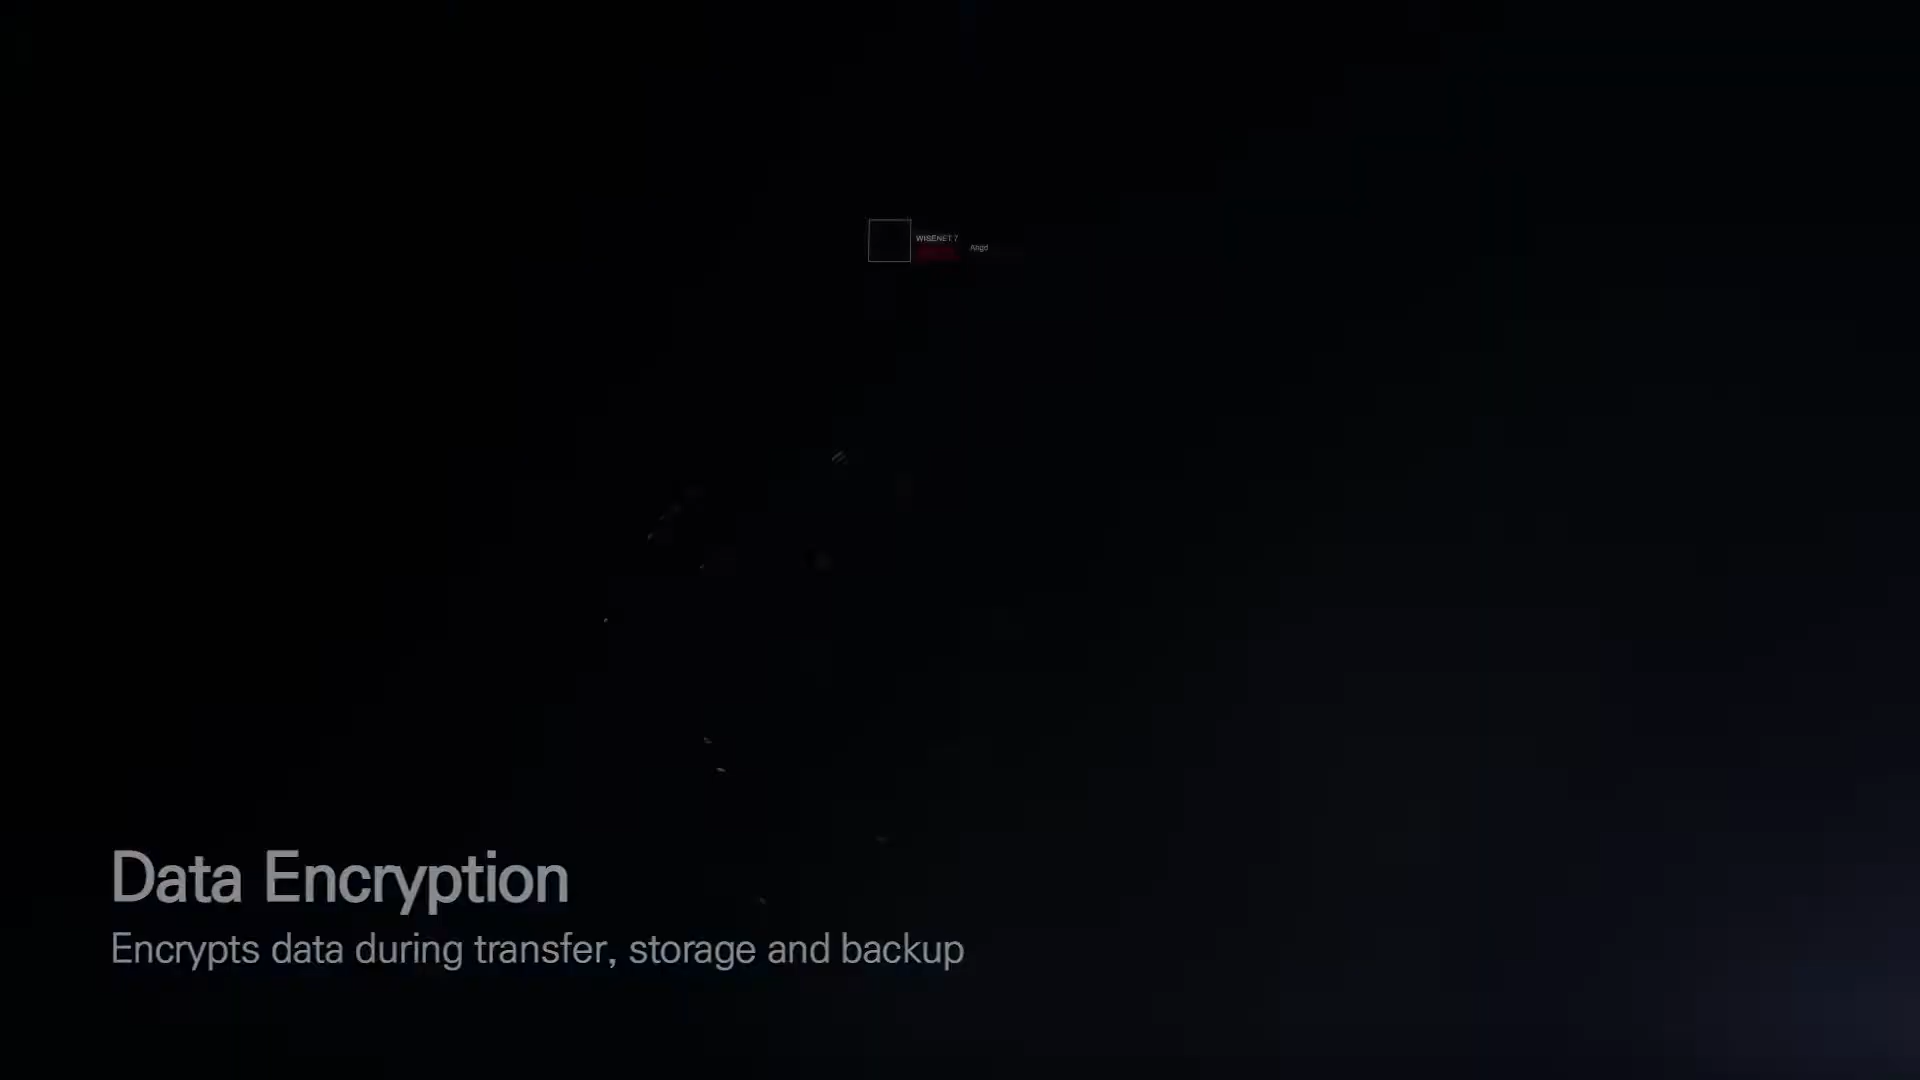 WISENET 7
Data Encryption
Encrypts data during transfer, storage and backup